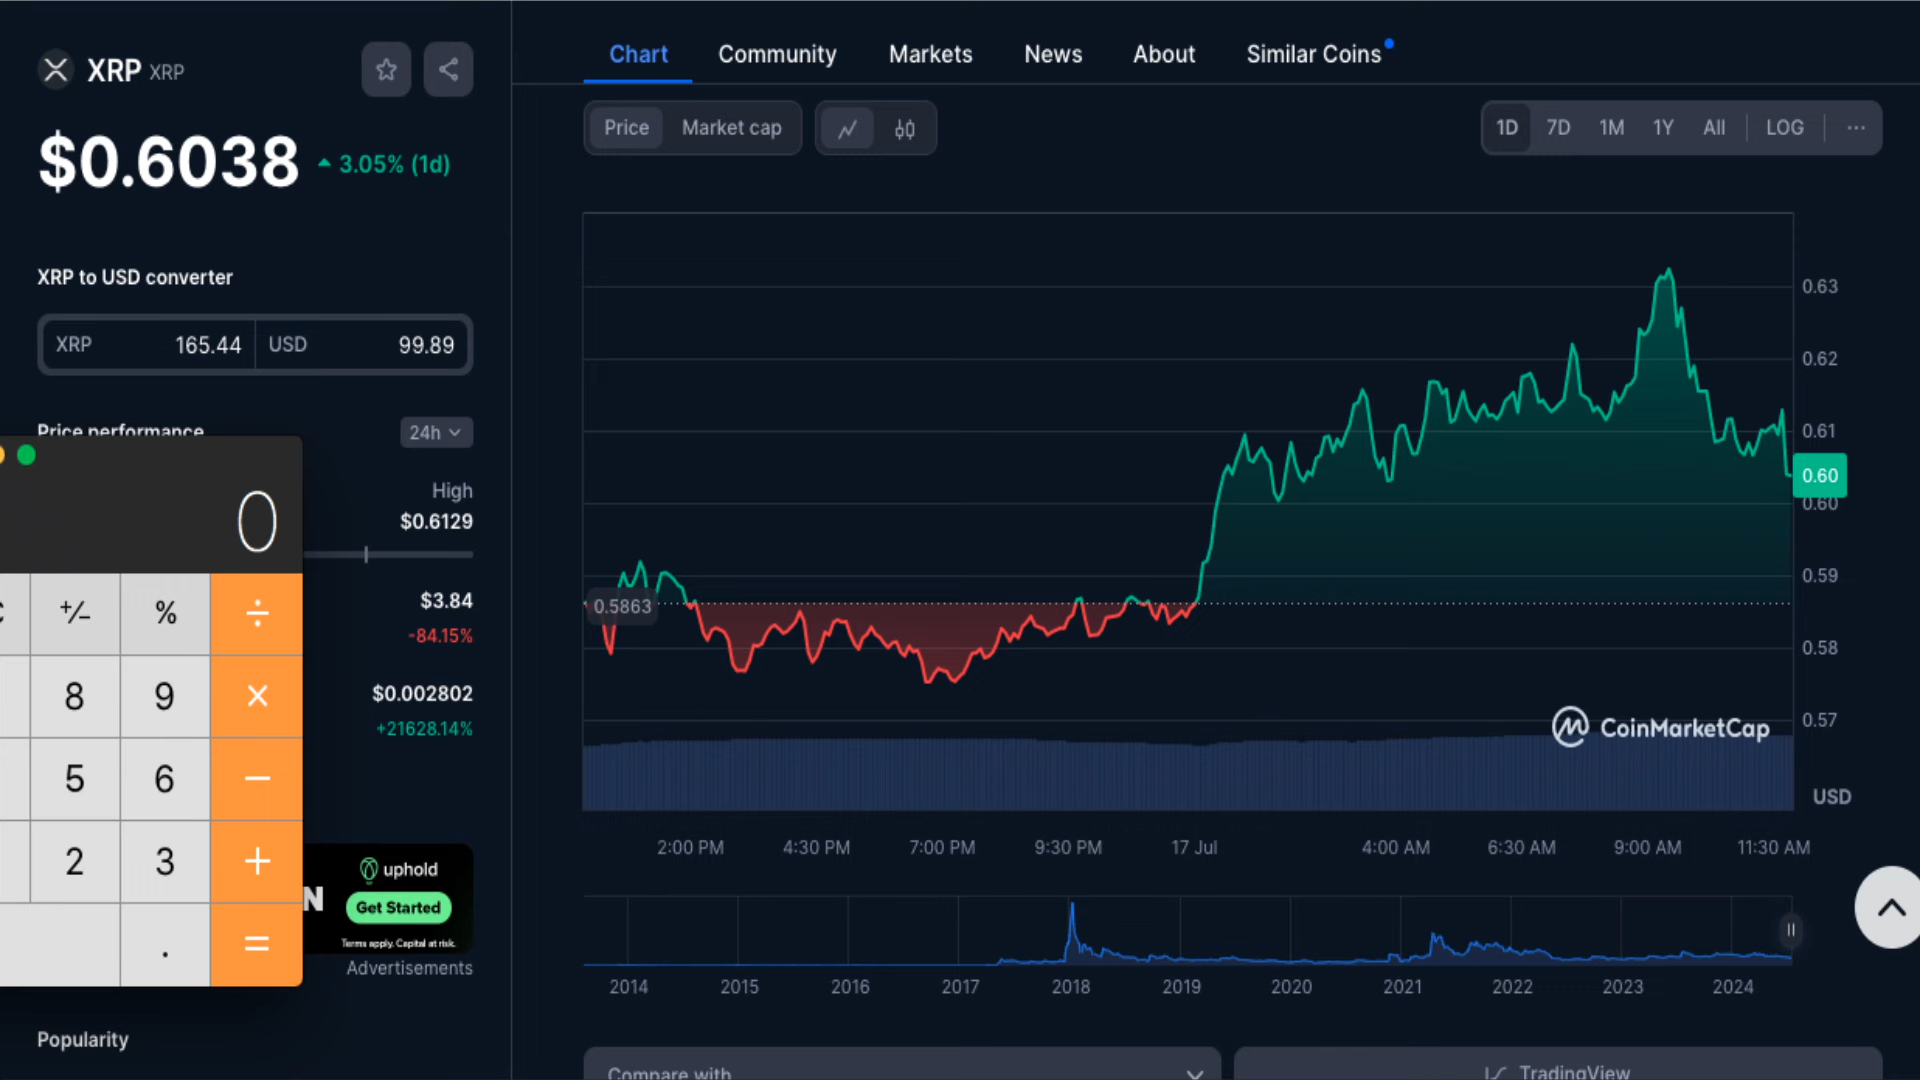 XRP XRP
$0.6038 3.05% (1d)
XRP to USD converter
XRP 165.44 USD 99.89
Price performance
24h
High
$0.6129
$3.84
-84.15%
$0.002802
+21628.14%
uphold
N
Get Started
Terms apply. Capital at risk.
Advertisements
Popularity
0
+/− % ÷
8 9 ×
5 6 −
2 3 +
. =
Chart Community Markets News About Similar Coins
Price Market cap
1D 7D 1M 1Y All LOG ...
0.63
0.62
0.61
0.60
0.60
0.59
0.5863
0.58
0.57
CoinMarketCap
USD
2:00 PM 4:30 PM 7:00 PM 9:30 PM 17 Jul 4:00 AM 6:30 AM 9:00 AM 11:30 AM
2014 2015 2016 2017 2018 2019 2020 2021 2022 2023 2024
Compare with
TradingView